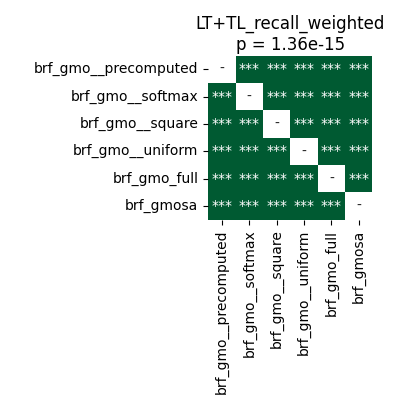 LT+TL_recall_weighted
p = 1.36e-15
brf_gmo__precomputed - *** *** *** *** ***
brf_gmo__softmax *** - *** *** *** ***
brf_gmo__square *** *** - *** *** ***
brf_gmo__uniform *** *** *** - *** ***
brf_gmo_full *** *** *** *** - ***
brf_gmosa *** *** *** *** *** -
brf_gmo__precomputed
brf_gmo__softmax
brf_gmo__square
brf_gmo__uniform
brf_gmo_full
brf_gmosa